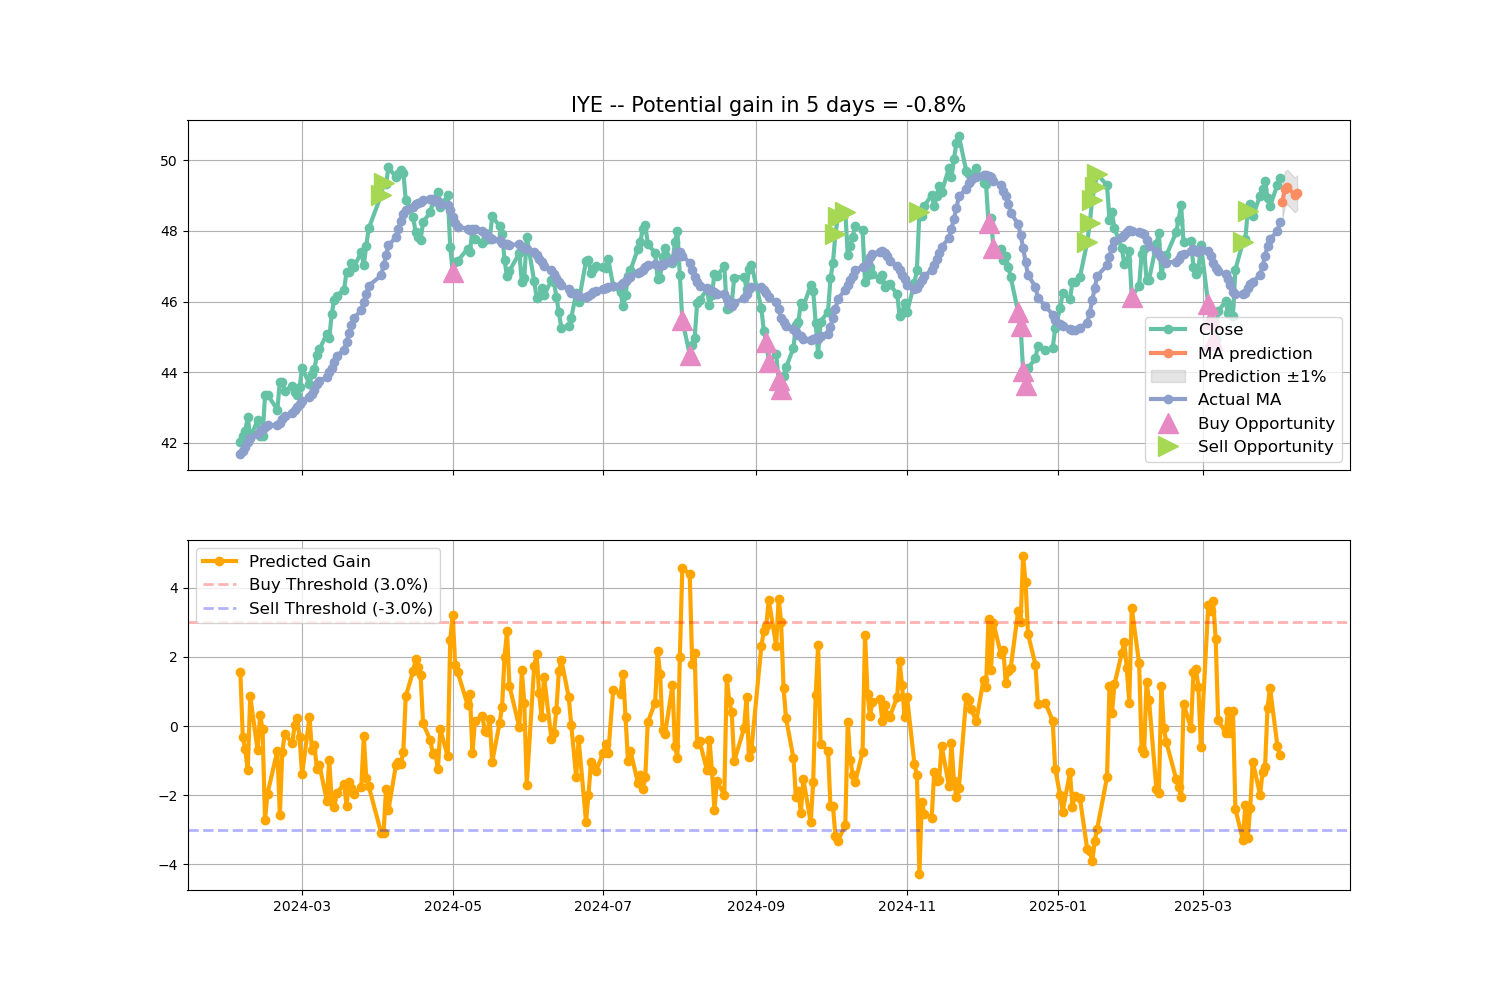 IYE -- Potential gain in 5 days = -0.8%
50
48
46
44
42
Close
MA prediction
Prediction ±1%
Actual MA
Buy Opportunity
Sell Opportunity
Predicted Gain
Buy Threshold (3.0%)
Sell Threshold (-3.0%)
4
2
0
−2
−4
2024-03 2024-05 2024-07 2024-09 2024-11 2025-01 2025-03